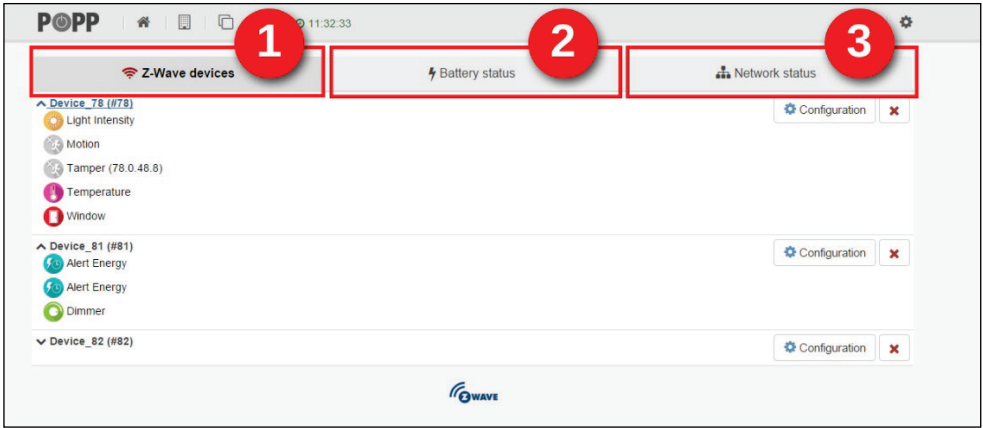 POPP 11:32:33
1 2 3
Z-Wave devices Battery status Network status
Device_78 (#78) Configuration
Light Intensity
Motion
Tamper (78.0.48.8)
Temperature
Window
Device_81 (#81) Configuration
Alert Energy
Alert Energy
Dimmer
Device_82 (#82) Configuration
Z WAVE